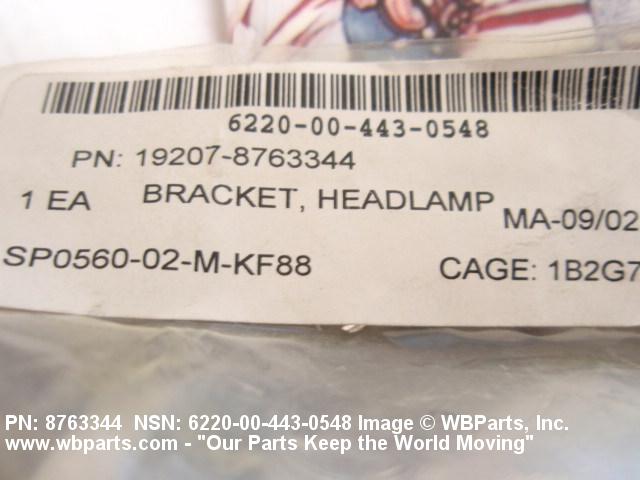 6220-00-443-0548
PN: 19207-8763344
1 EA BRACKET, HEADLAMP MA-09/02
SP0560-02-M-KF88 CAGE: 1B2G7
PN: 8763344 NSN: 6220-00-443-0548 Image © WBParts, Inc.
www.wbparts.com - "Our Parts Keep the World Moving"